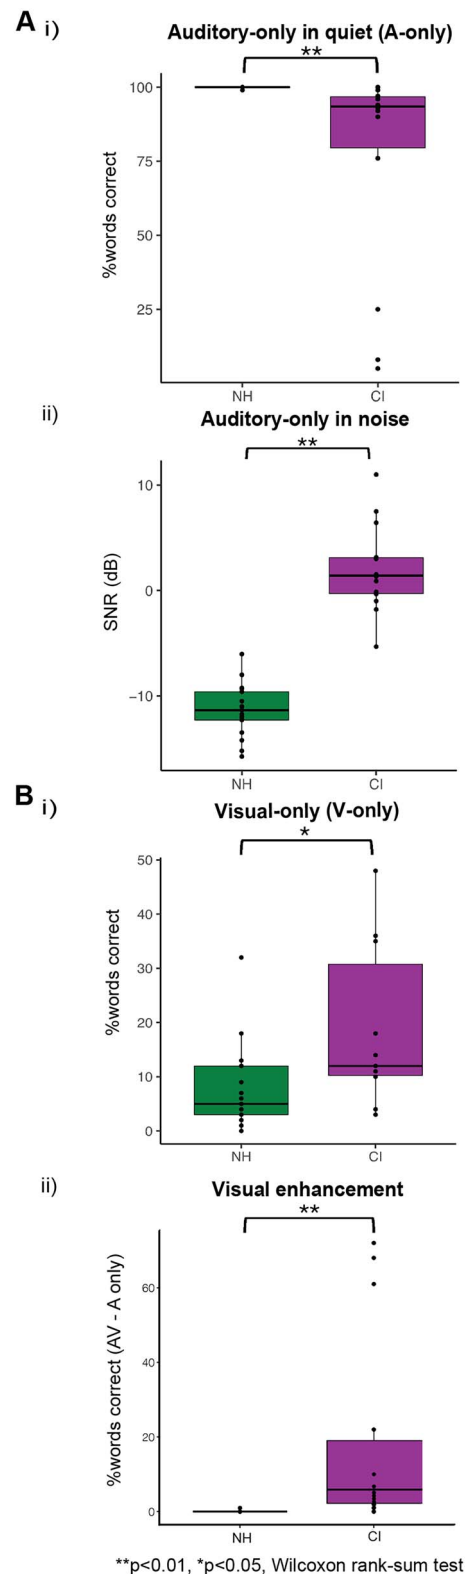 A i)
Auditory-only in quiet (A-only)
**
100
75
50
25
%words correct
NH
CI
ii)
Auditory-only in noise
**
10
0
−10
SNR (dB)
NH
CI
B i)
Visual-only (V-only)
*
50
40
30
20
10
0
%words correct
NH
CI
ii)
Visual enhancement
**
60
40
20
0
%words correct (AV - A only)
NH
CI
**p<0.01, *p<0.05, Wilcoxon rank-sum test